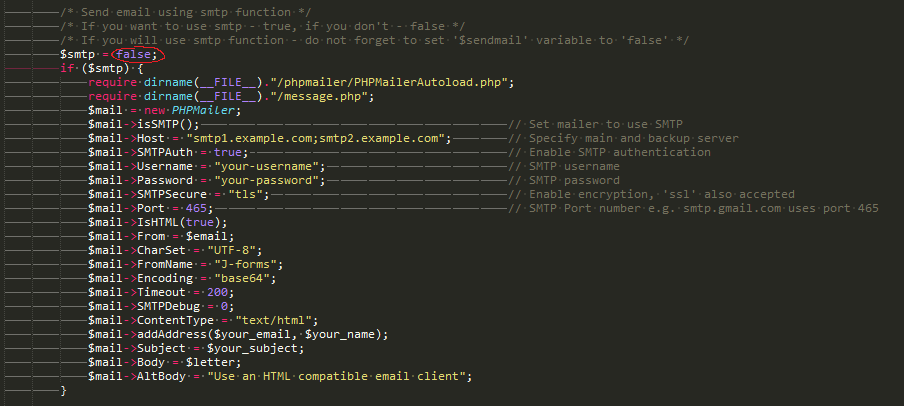 /* Send email using smtp function */
/* If you want to use smtp - true, if you don't - false */
/* If you will use smtp function - do not forget to set '$sendmail' variable to 'false' */
$smtp = false;
if ($smtp) {
require dirname(__FILE__)."/phpmailer/PHPMailerAutoload.php";
require dirname(__FILE__)."/message.php";
$mail = new PHPMailer;
$mail->isSMTP(); // Set mailer to use SMTP
$mail->Host = "smtp1.example.com;smtp2.example.com"; // Specify main and backup server
$mail->SMTPAuth = true; // Enable SMTP authentication
$mail->Username = "your-username"; // SMTP username
$mail->Password = "your-password"; // SMTP password
$mail->SMTPSecure = "tls"; // Enable encryption, 'ssl' also accepted
$mail->Port = 465; // SMTP Port number e.g. smtp.gmail.com uses port 465
$mail->IsHTML(true);
$mail->From = $email;
$mail->CharSet = "UTF-8";
$mail->FromName = "J-forms";
$mail->Encoding = "base64";
$mail->Timeout = 200;
$mail->SMTPDebug = 0;
$mail->ContentType = "text/html";
$mail->addAddress($your_email, $your_name);
$mail->Subject = $your_subject;
$mail->Body = $letter;
$mail->AltBody = "Use an HTML compatible email client";
}